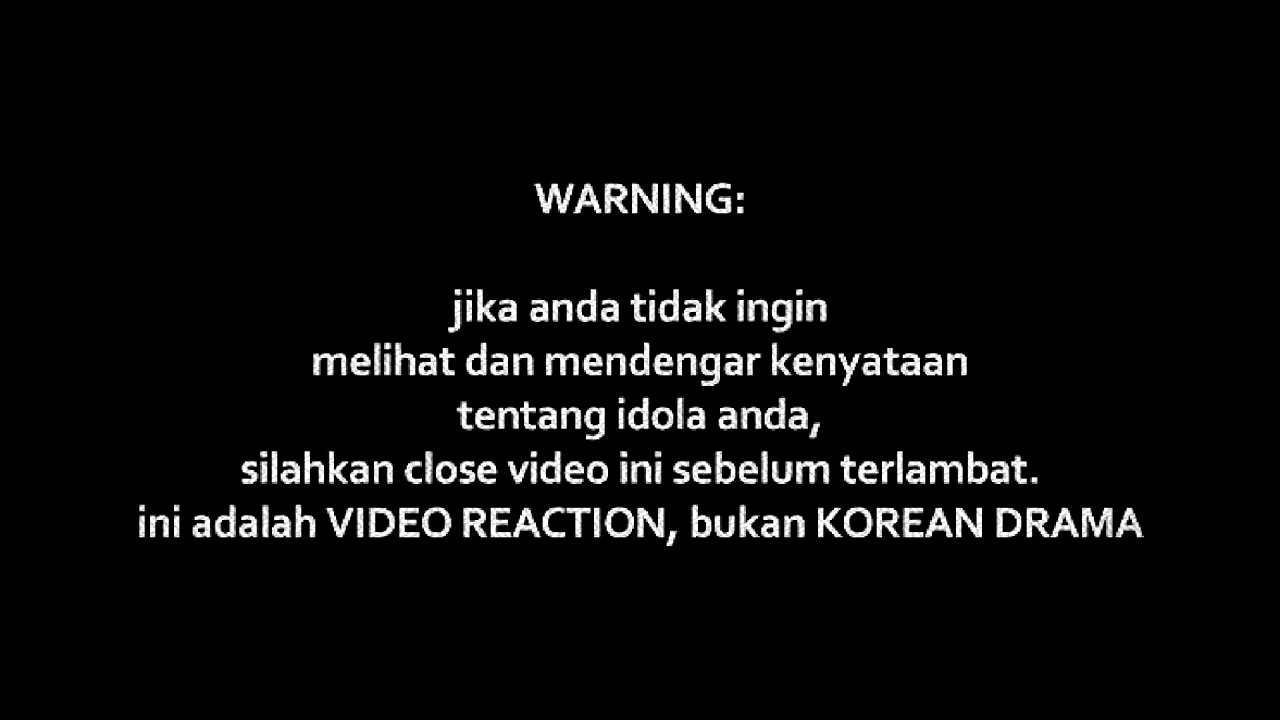 WARNING:
jika anda tidak ingin
melihat dan mendengar kenyataan
tentang idola anda,
silahkan close video ini sebelum terlambat.
ini adalah VIDEO REACTION, bukan KOREAN DRAMA